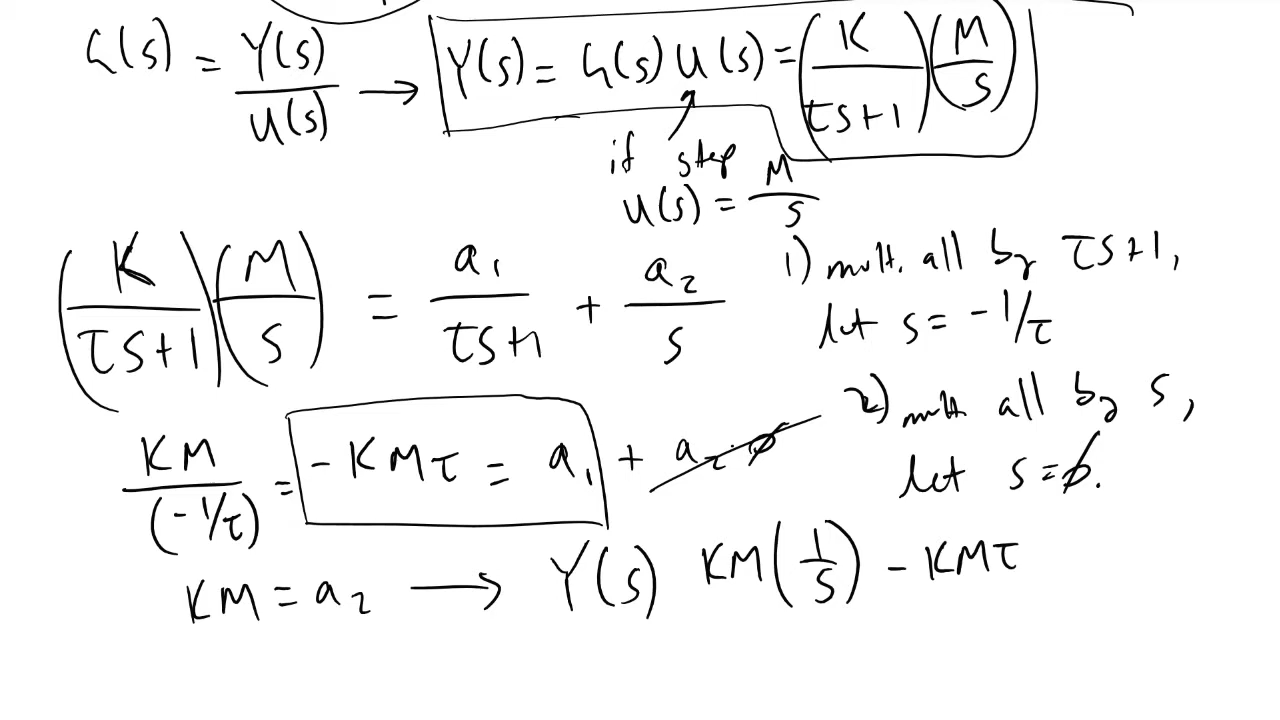 G(s) = Y(s)/U(s) → Y(s) = G(s) U(s) = (K/(τs+1)) (M/s)
if step
U(s) = M/s
(K/(τs+1)) (M/s) = a₁/(τs+1) + a₂/s
1) mult. all by τs+1,
let s = -1/τ
2) mult all by s,
let s = 0.
KM/(-1/τ) = -KMτ = a₁ + a₂·0
KM = a₂ → Y(s) KM(1/s) - KMτ